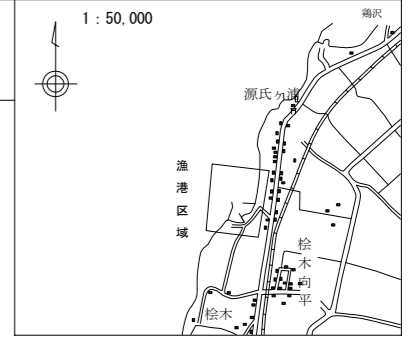 1：50,000
鶏沢
源氏ヶ浦
漁港区域
桧木向平
桧木